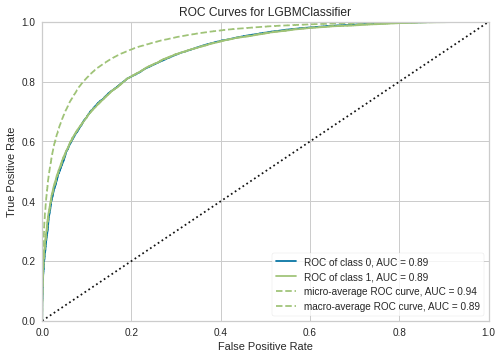 ROC Curves for LGBMClassifier
1.0
0.8
0.6
0.4
0.2
0.0
True Positive Rate
0.0 0.2 0.4 0.6 0.8 1.0
False Positive Rate
ROC of class 0, AUC = 0.89
ROC of class 1, AUC = 0.89
micro-average ROC curve, AUC = 0.94
macro-average ROC curve, AUC = 0.89